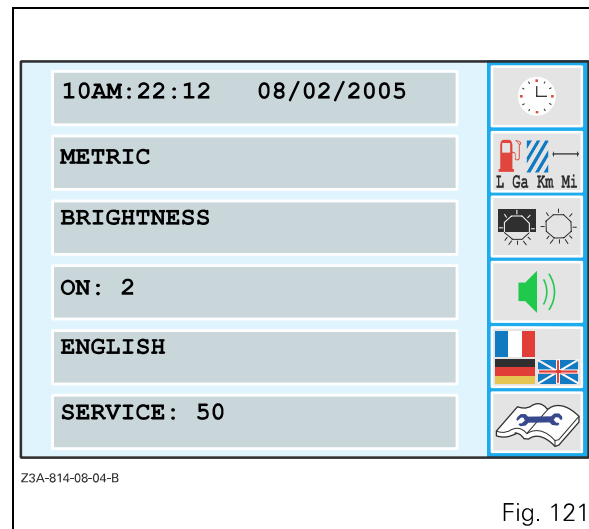 10AM:22:12 08/02/2005
METRIC
L Ga Km Mi
BRIGHTNESS
ON: 2
ENGLISH
SERVICE: 50
Z3A-814-08-04-B
Fig. 121